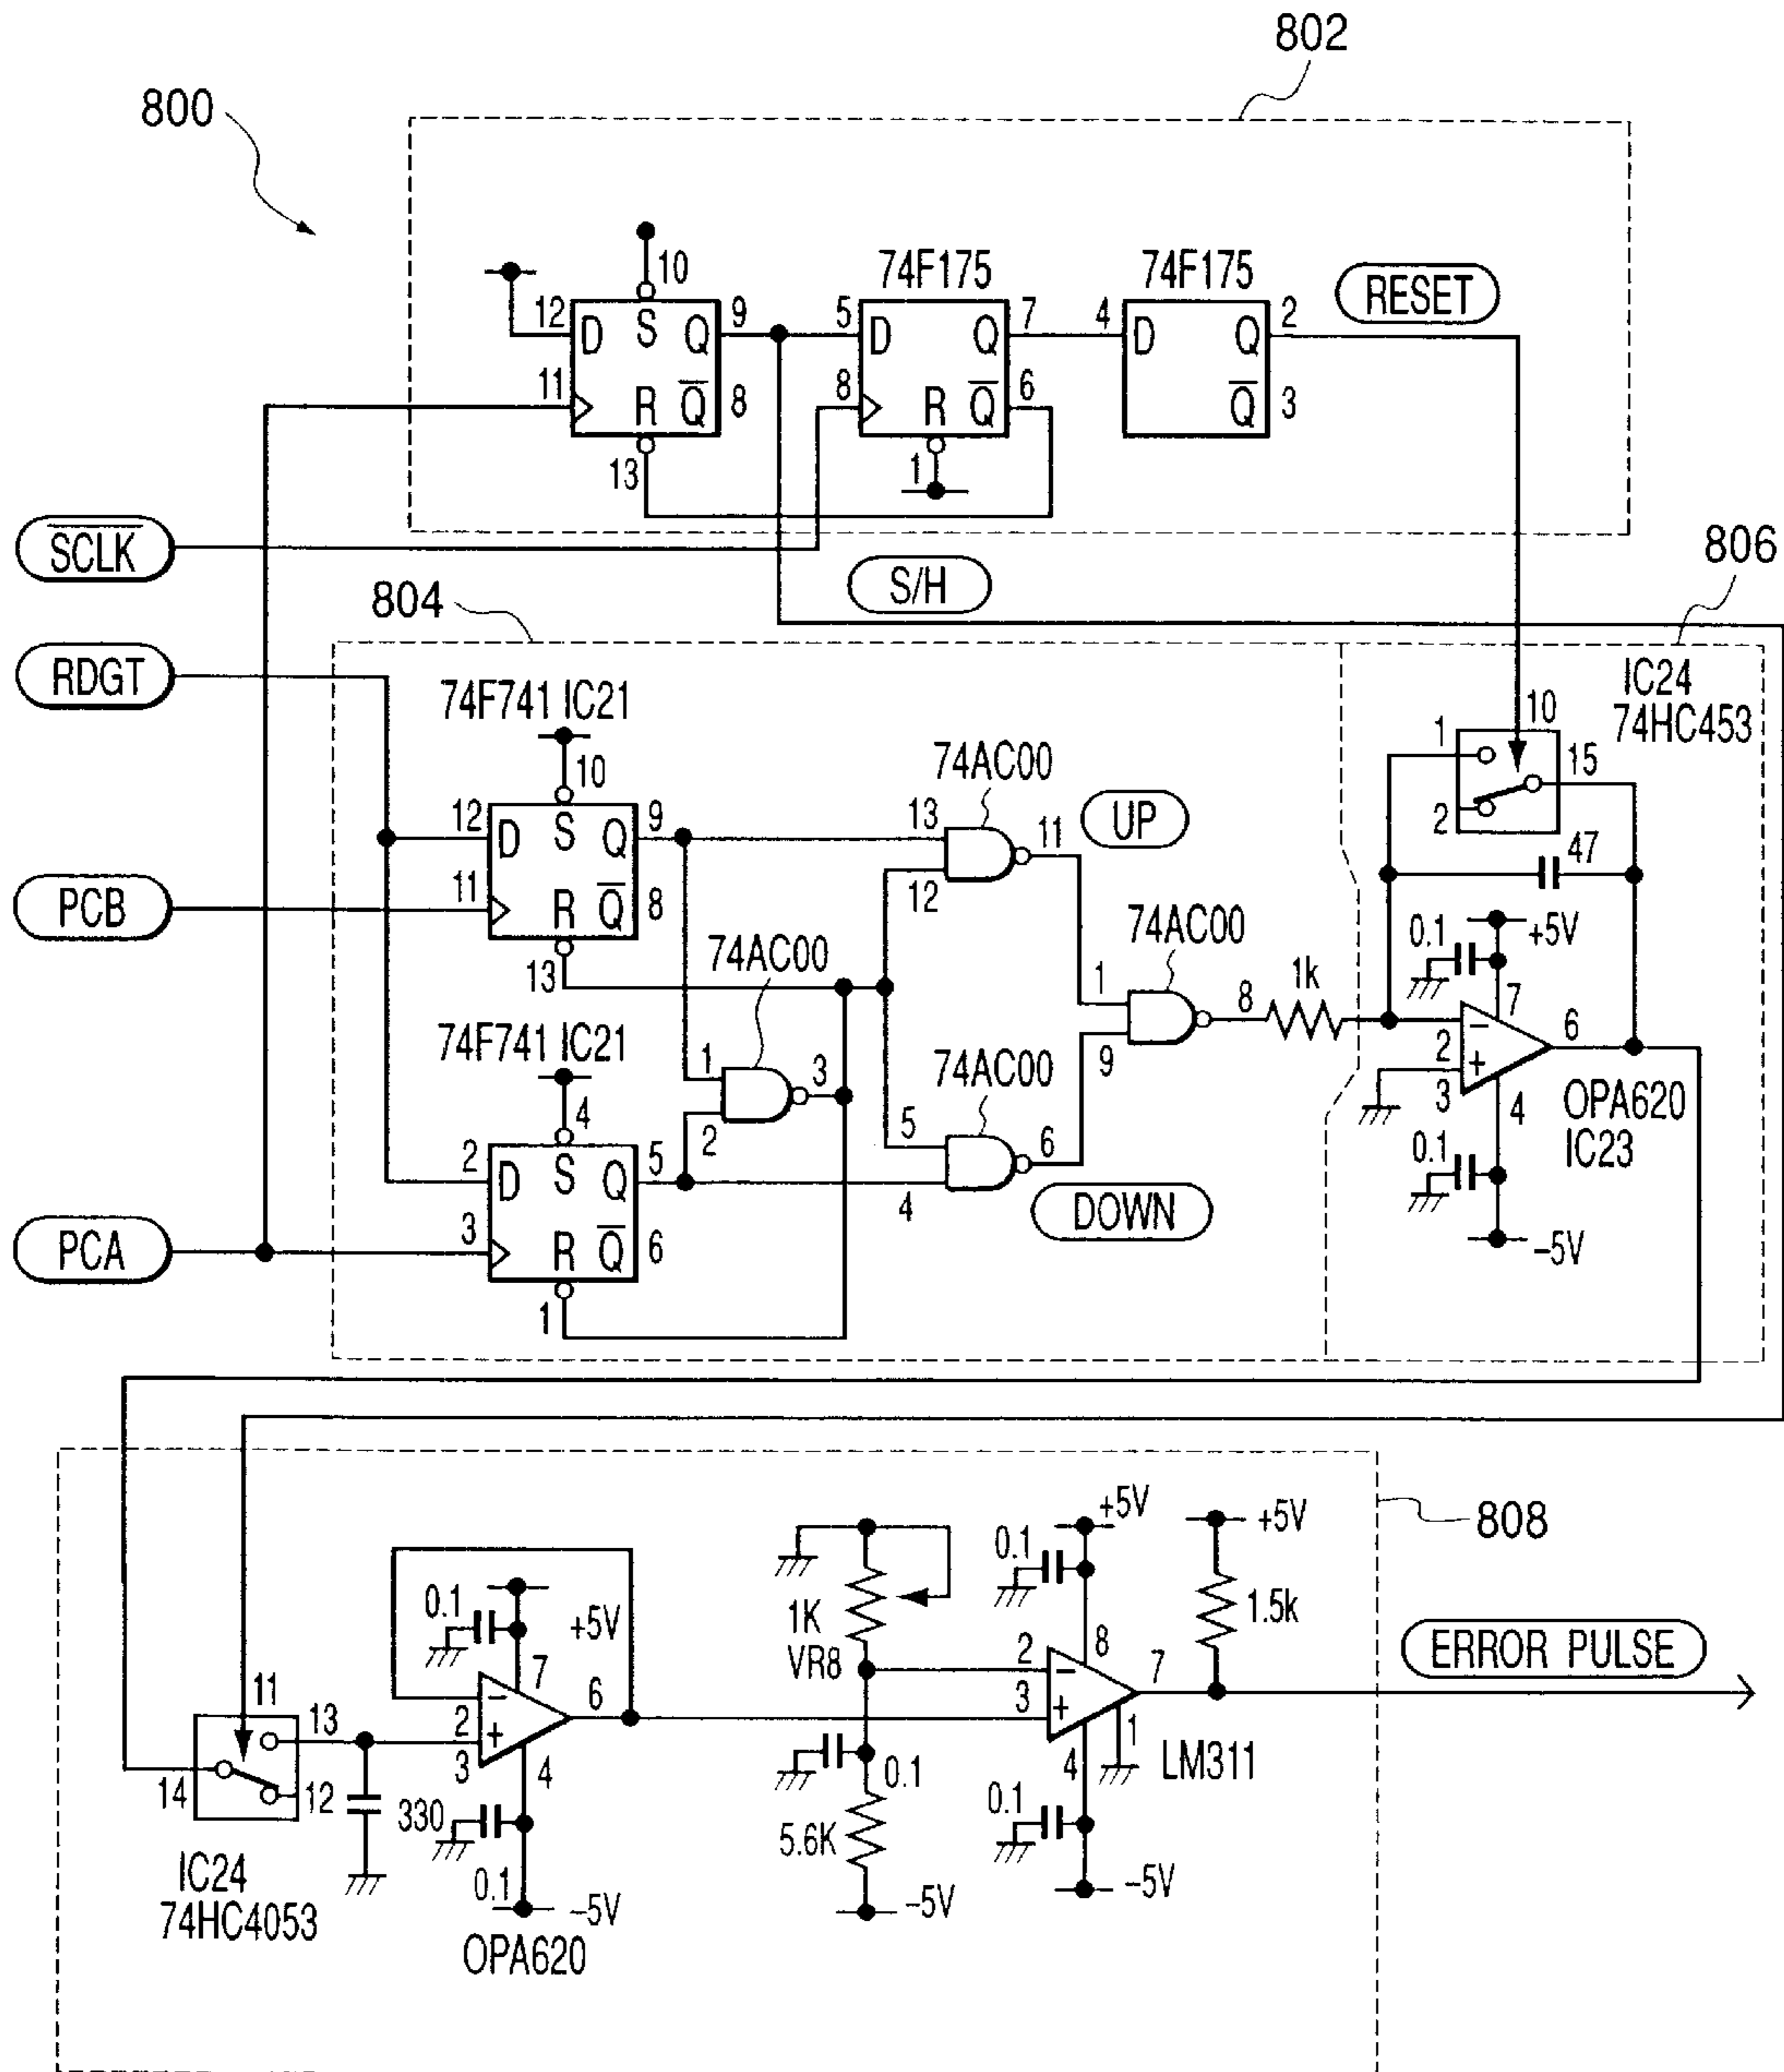 802
800
10
74F175
74F175
RESET
12
D
S
Q
9
5
D
Q
7
4
D
Q
2
11
R
Q̅
8
8
R
Q̅
6
Q̅
3
13
1
S̅C̅L̅K̅
S/H
806
804
RDGT
74F741 IC21
IC24
74HC453
10
74AC00
10
1
15
12
D
S
Q
9
13
11
UP
2
11
R
Q̅
8
12
47
PCB
74AC00
74AC00
0.1
+5V
13
1
8
1k
7
74F741 IC21
9
2
−
6
1
3
74AC00
3
+
4
2
5
6
OPA620
IC23
4
2
D
S
Q
5
4
0.1
DOWN
PCA
3
R
Q̅
6
−5V
1
808
+5V
+5V
0.1
0.1
+5V
1K
VR8
1.5k
ERROR PULSE
7
8
2
−
7
11
−
6
3
+
13
2
+
1
14
12
3
4
0.1
4
LM311
330
5.6K
0.1
IC24
74HC4053
0.1
−5V
−5V
−5V
OPA620